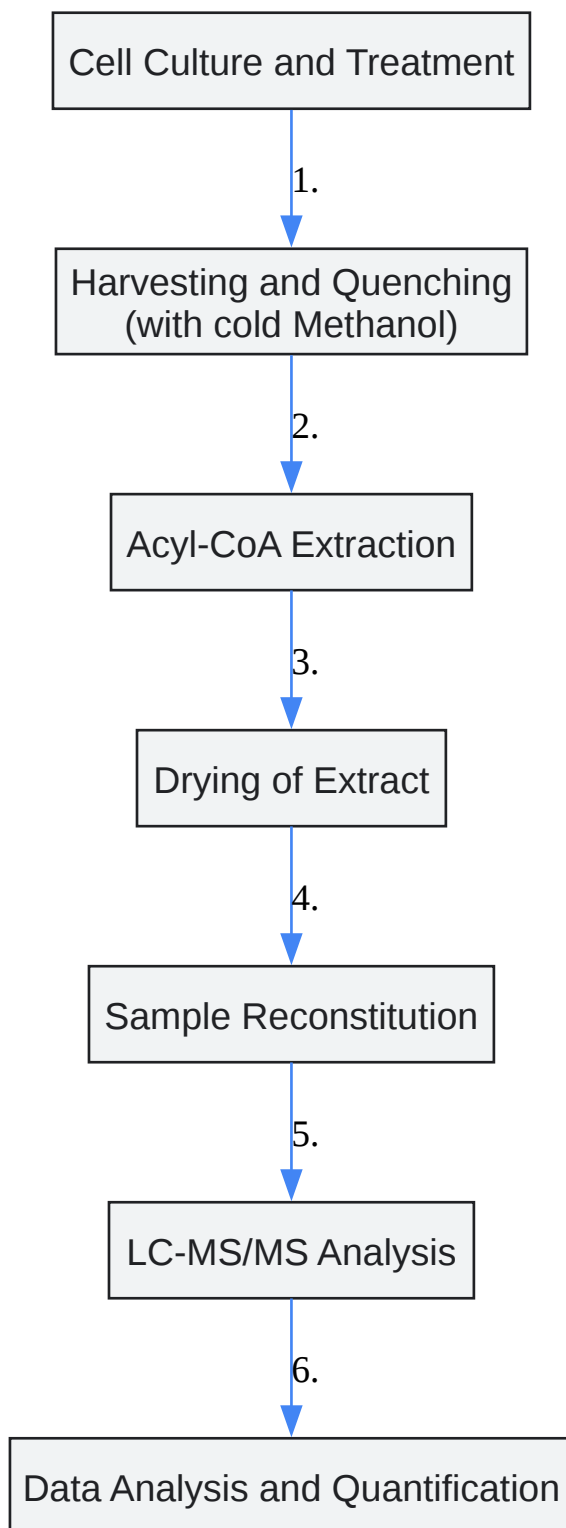 Cell Culture and Treatment
1.
Harvesting and Quenching
(with cold Methanol)
2.
Acyl-CoA Extraction
3.
Drying of Extract
4.
Sample Reconstitution
5.
LC-MS/MS Analysis
6.
Data Analysis and Quantification